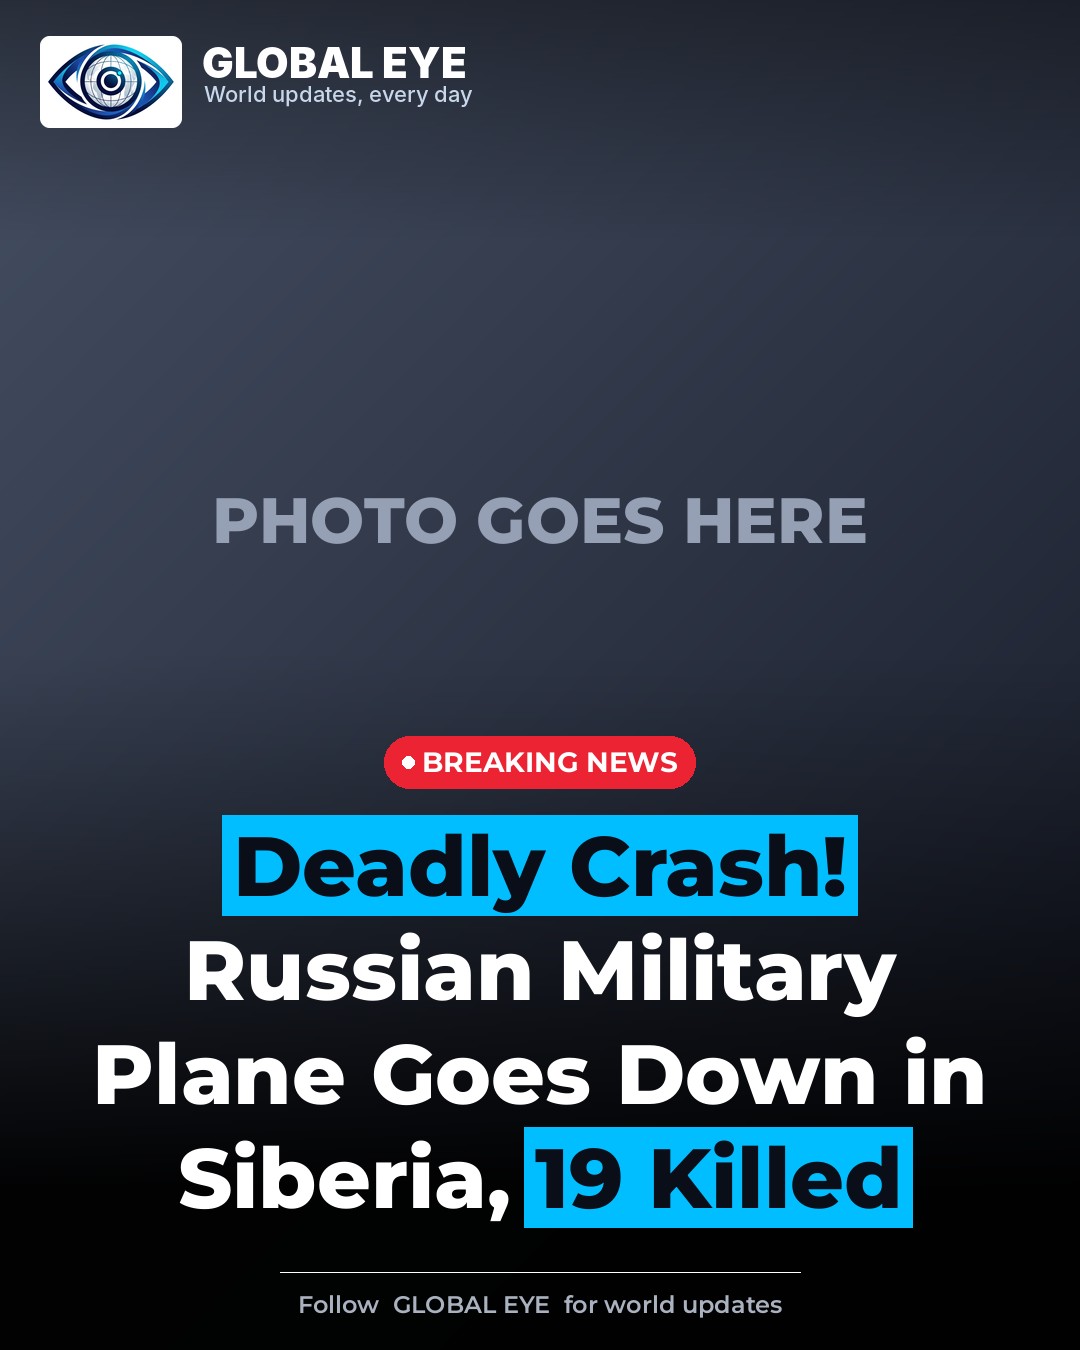 GLOBAL EYE
World updates, every day
PHOTO GOES HERE
BREAKING NEWS
Deadly Crash!
Russian Military
Plane Goes Down in
Siberia, 19 Killed
Follow GLOBAL EYE for world updates